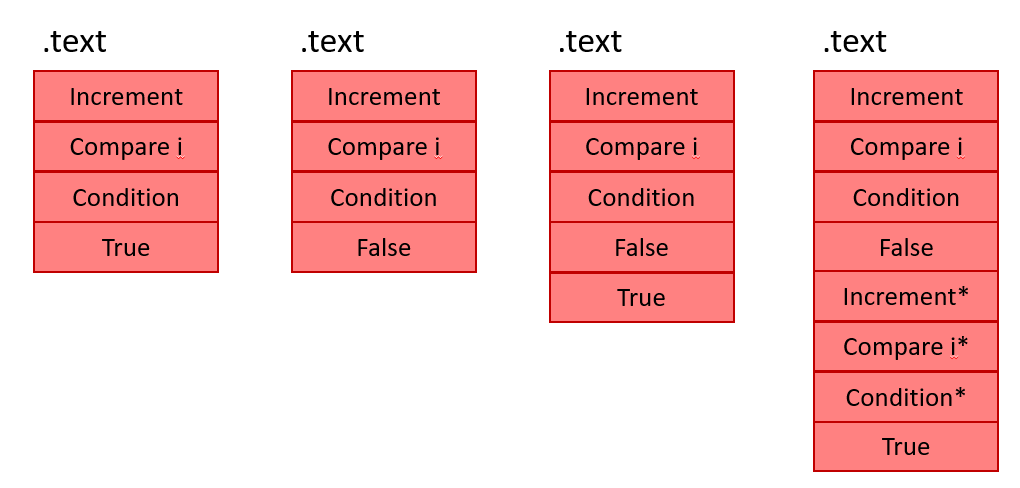 .text
Increment
Compare i
Condition
True
.text
Increment
Compare i
Condition
False
.text
Increment
Compare i
Condition
False
True
.text
Increment
Compare i
Condition
False
Increment*
Compare i*
Condition*
True